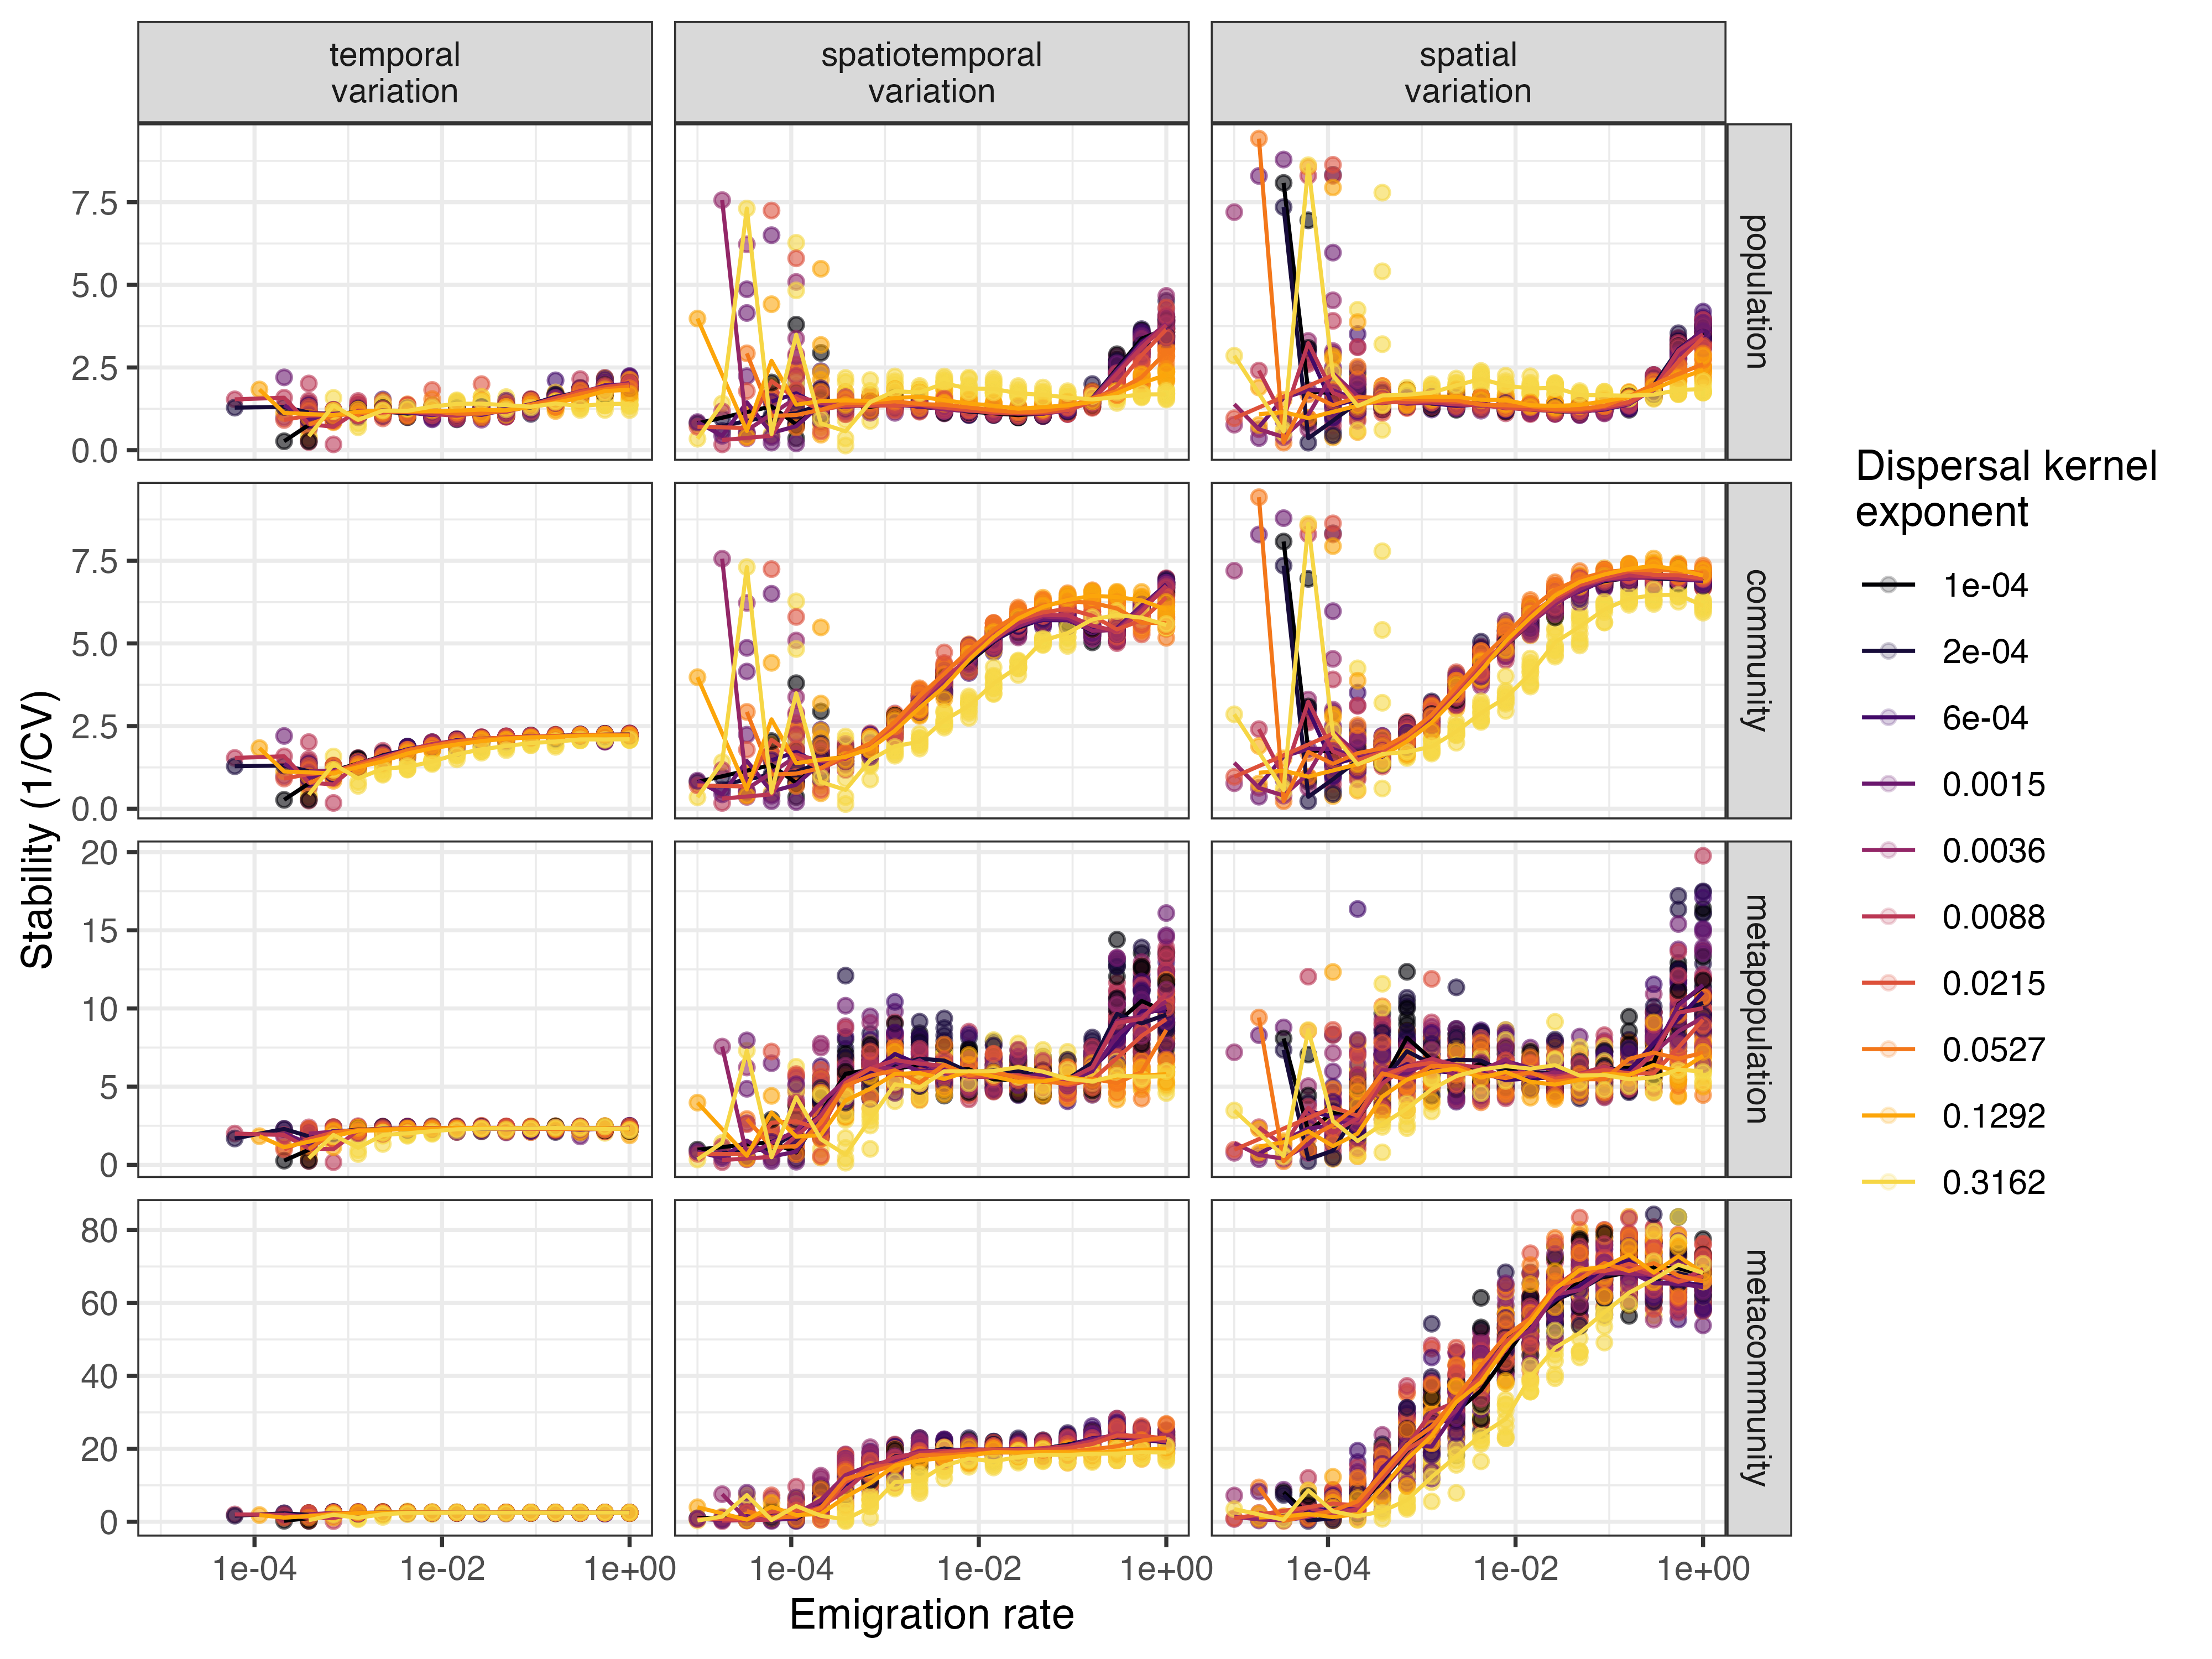 temporal
variation
spatiotemporal
variation
spatial
variation
7.5
5.0
2.5
0.0
population
7.5
5.0
2.5
0.0
community
20
15
10
5
0
metapopulation
80
60
40
20
0
metacommunity
1e-04
1e-02
1e+00
1e-04
1e-02
1e+00
1e-04
1e-02
1e+00
Emigration rate
Stability (1/CV)
Dispersal kernel
exponent
1e-04
2e-04
6e-04
0.0015
0.0036
0.0088
0.0215
0.0527
0.1292
0.3162